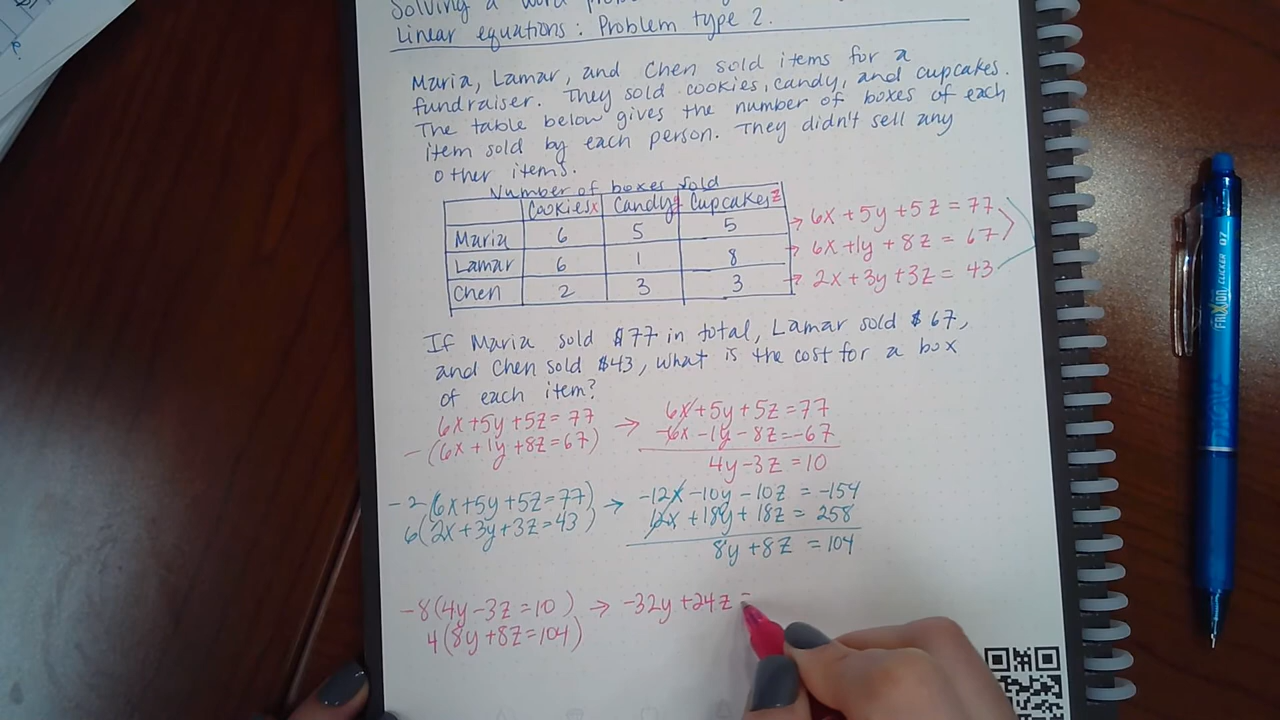 Solving a word problem
Linear equations: Problem type 2.
Maria, Lamar, and Chen sold items for a
fundraiser. They sold cookies, candy, and cupcakes.
The table below gives the number of boxes of each
item sold by each person. They didn't sell any
other items.
Number of boxes sold
Cookies x Candy y Cupcakes z
Maria 6 5 5 → 6x + 5y + 5z = 77
Lamar 6 1 8 → 6x + 1y + 8z = 67
Chen 2 3 3 → 2x + 3y + 3z = 43
If Maria sold $77 in total, Lamar sold $67,
and Chen sold $43, what is the cost for a box
of each item?
6x+5y+5z=77 → 6x+5y+5z=77
-(6x+1y+8z=67) -6x-1y-8z=-67
4y-3z=10
-2(6x+5y+5z=77) → -12x-10y-10z = -154
6(2x+3y+3z=43) 12x+18y+18z = 258
8y+8z = 104
-8(4y-3z=10) → -32y+24z =
4(8y+8z=104)
FRIXION CLICKER 07